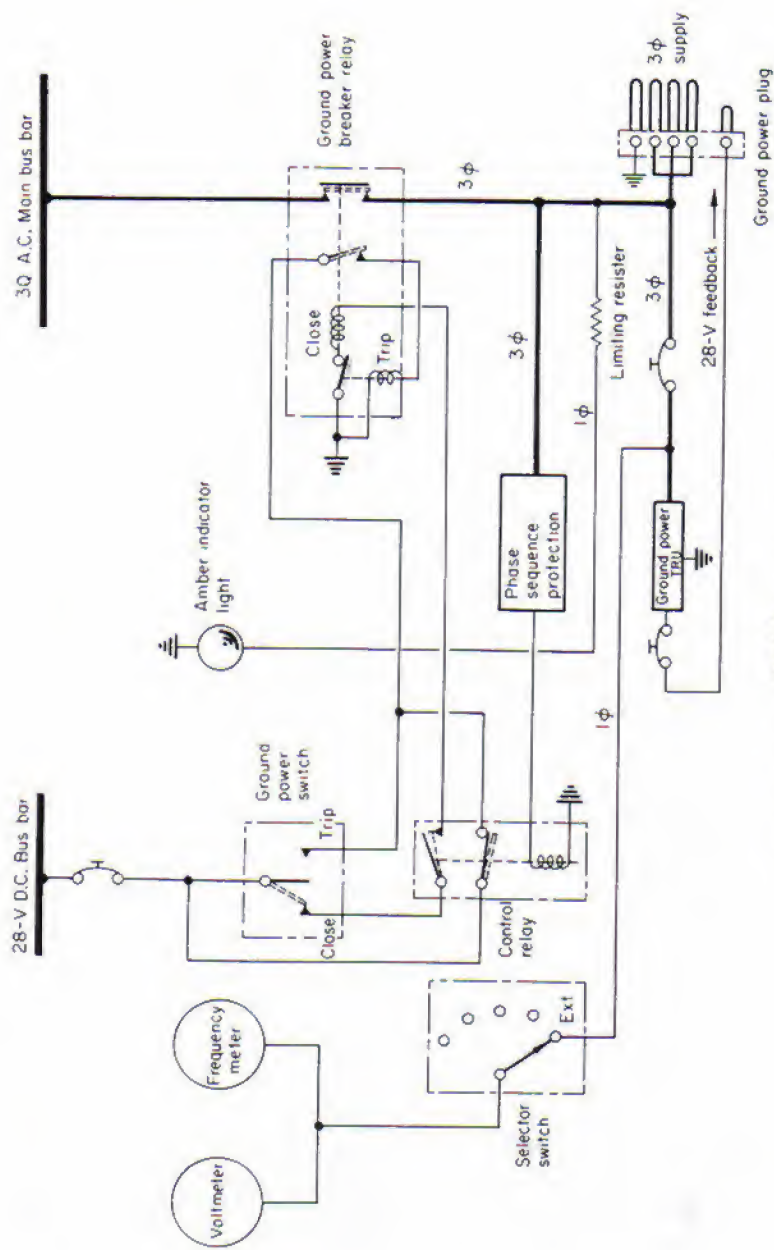 3Q A.C. Main bus bar
28-V D.C. Bus bar
Ground power
breaker relay
Close
Trip
3ϕ
3ϕ
supply
Ground power plug
28-V feedback
3ϕ
Limiting resister
1ϕ
3ϕ
Amber indicator
light
Phase
sequence
protection
Ground power
TRU
1ϕ
Ground power
switch
Trip
Close
Control
relay
Ext
Selector
switch
Frequency
meter
Voltmeter